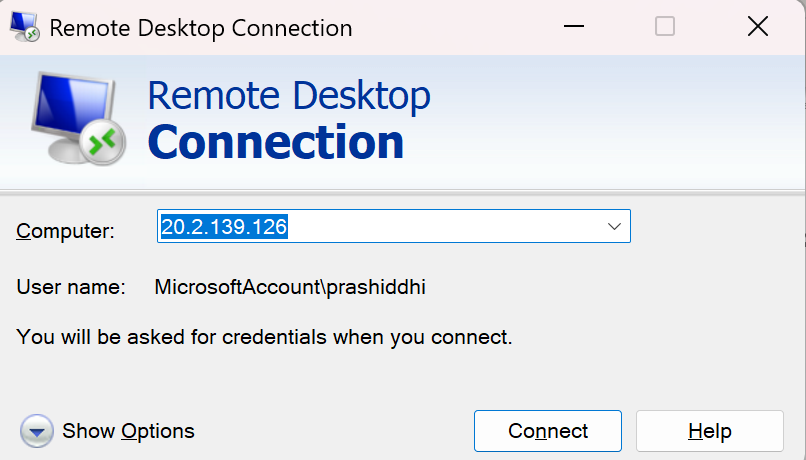 Remote Desktop Connection
Remote Desktop
Connection
Computer: 20.2.139.126
User name: MicrosoftAccount\prashiddhi
You will be asked for credentials when you connect.
Show Options Connect Help